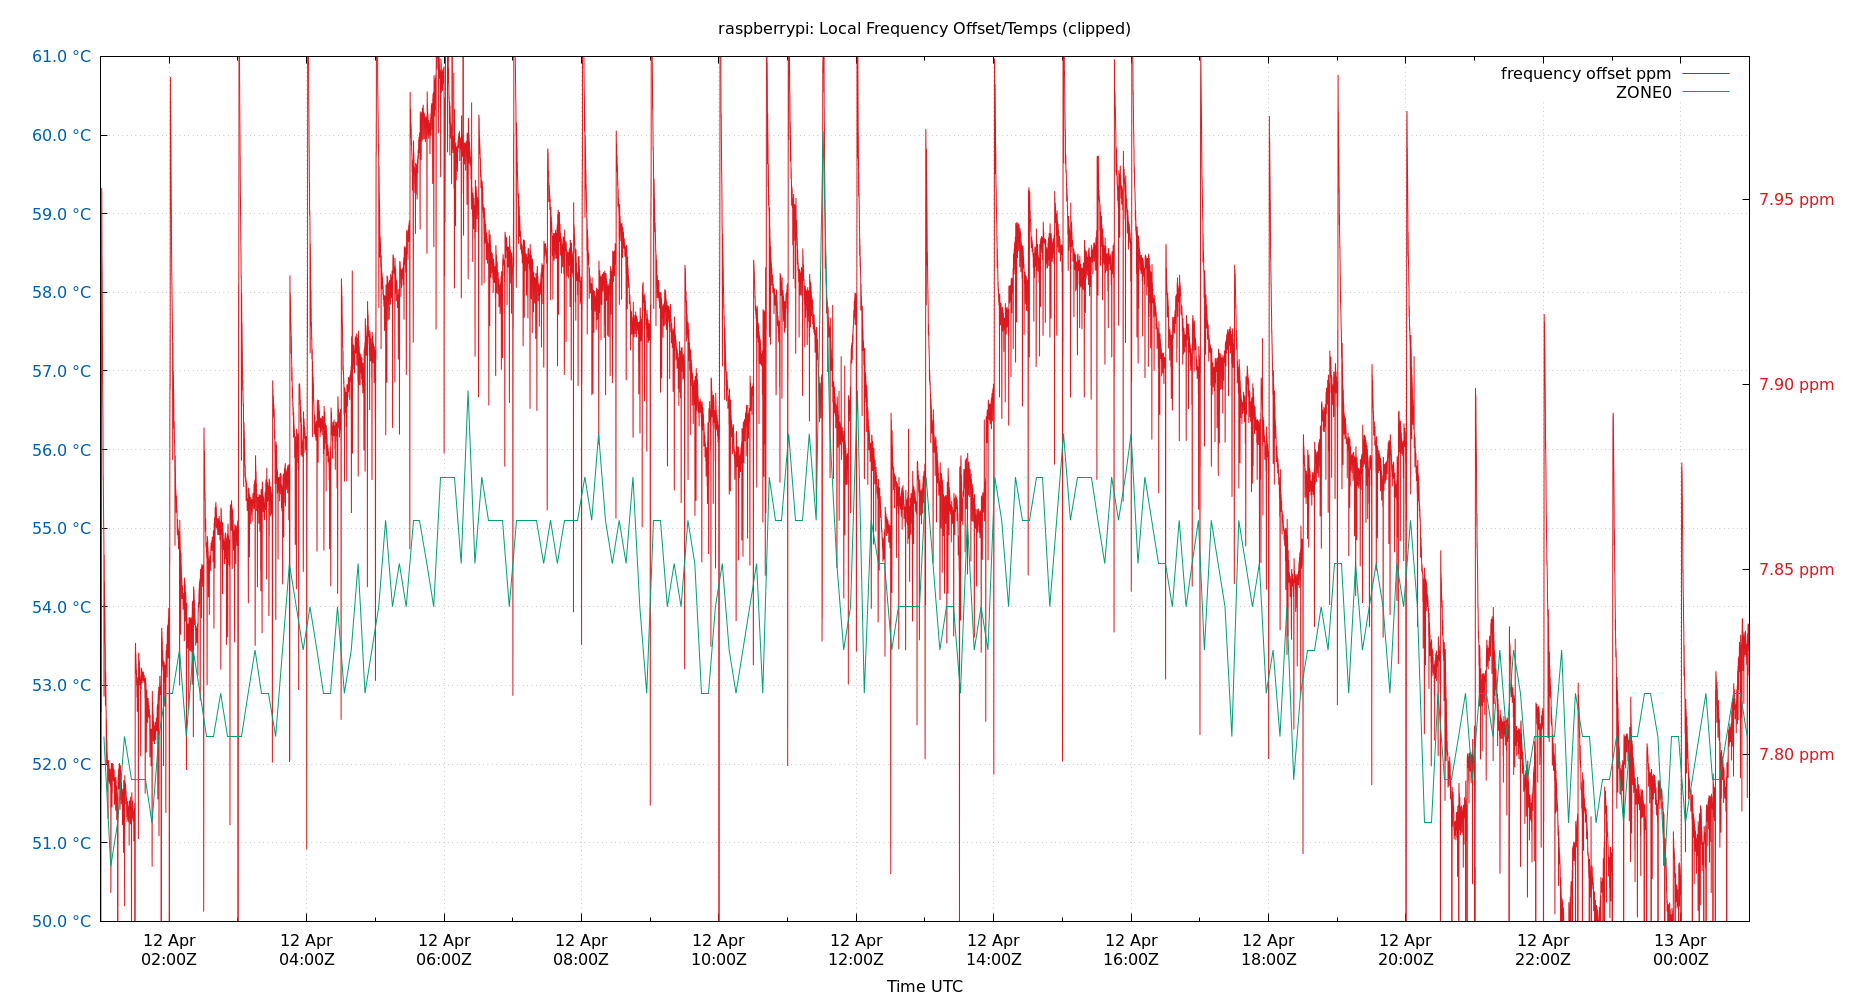 raspberrypi: Local Frequency Offset/Temps (clipped)
frequency offset ppm
ZONE0
61.0 °C
60.0 °C
59.0 °C
58.0 °C
57.0 °C
56.0 °C
55.0 °C
54.0 °C
53.0 °C
52.0 °C
51.0 °C
50.0 °C
7.95 ppm
7.90 ppm
7.85 ppm
7.80 ppm
12 Apr 12 Apr 12 Apr 12 Apr 12 Apr 12 Apr 12 Apr 12 Apr 12 Apr 12 Apr 12 Apr 13 Apr
02:00Z 04:00Z 06:00Z 08:00Z 10:00Z 12:00Z 14:00Z 16:00Z 18:00Z 20:00Z 22:00Z 00:00Z
Time UTC